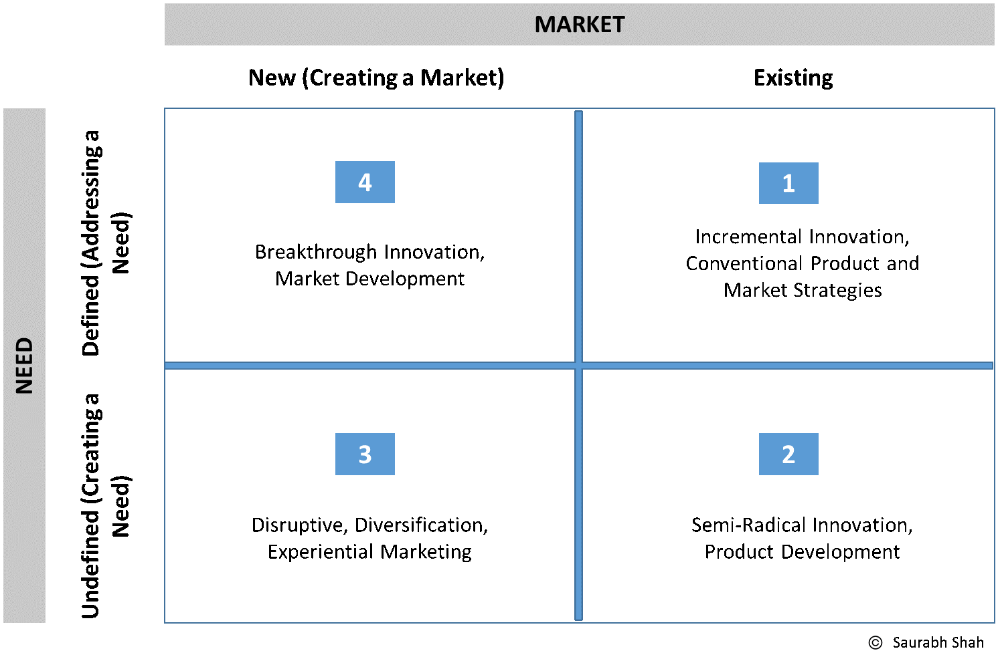 MARKET
New (Creating a Market)
Existing
NEED
Defined (Addressing a
Need)
4
Breakthrough Innovation,
Market Development
1
Incremental Innovation,
Conventional Product and
Market Strategies
Undefined (Creating a
Need)
3
Disruptive, Diversification,
Experiential Marketing
2
Semi-Radical Innovation,
Product Development
© Saurabh Shah